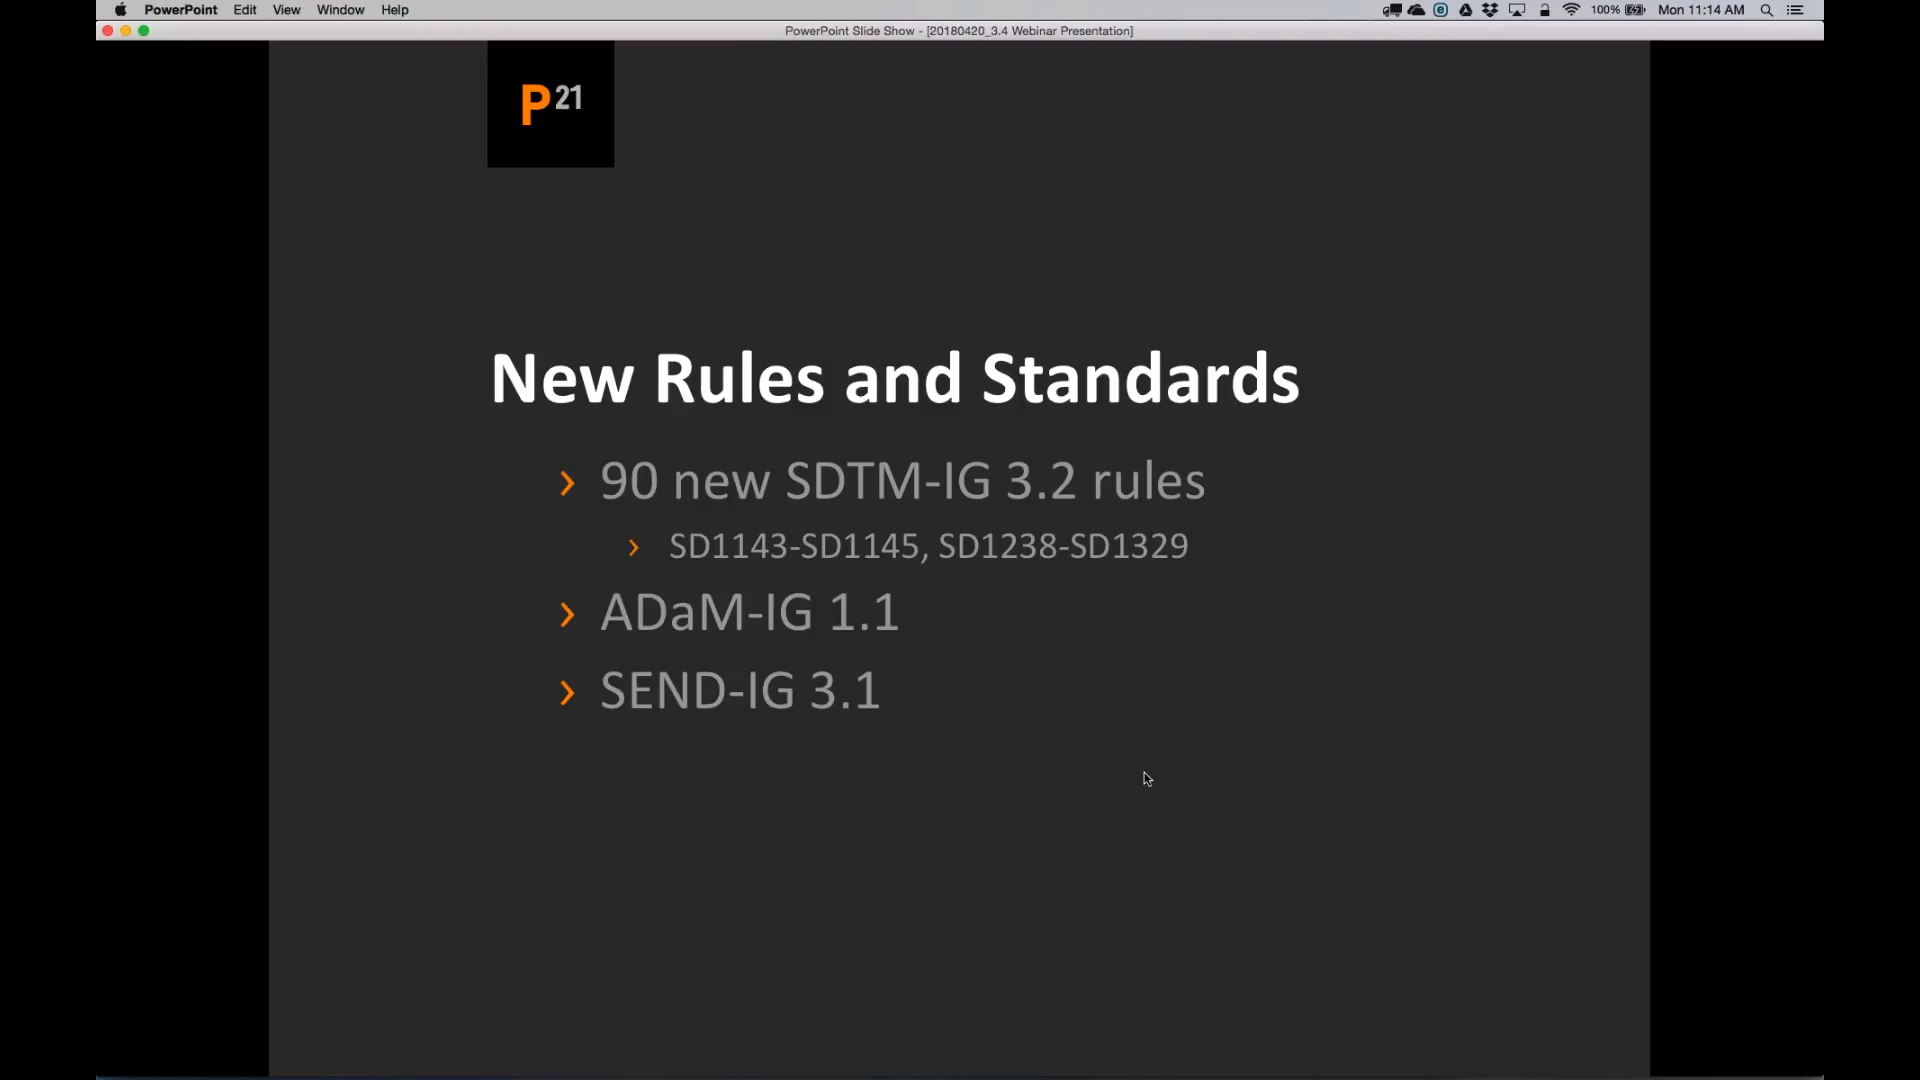 PowerPoint Edit View Window Help 100% Mon 11:14 AM
PowerPoint Slide Show - [20180420_3.4 Webinar Presentation]
P21
New Rules and Standards
› 90 new SDTM-IG 3.2 rules
› SD1143-SD1145, SD1238-SD1329
› ADaM-IG 1.1
› SEND-IG 3.1